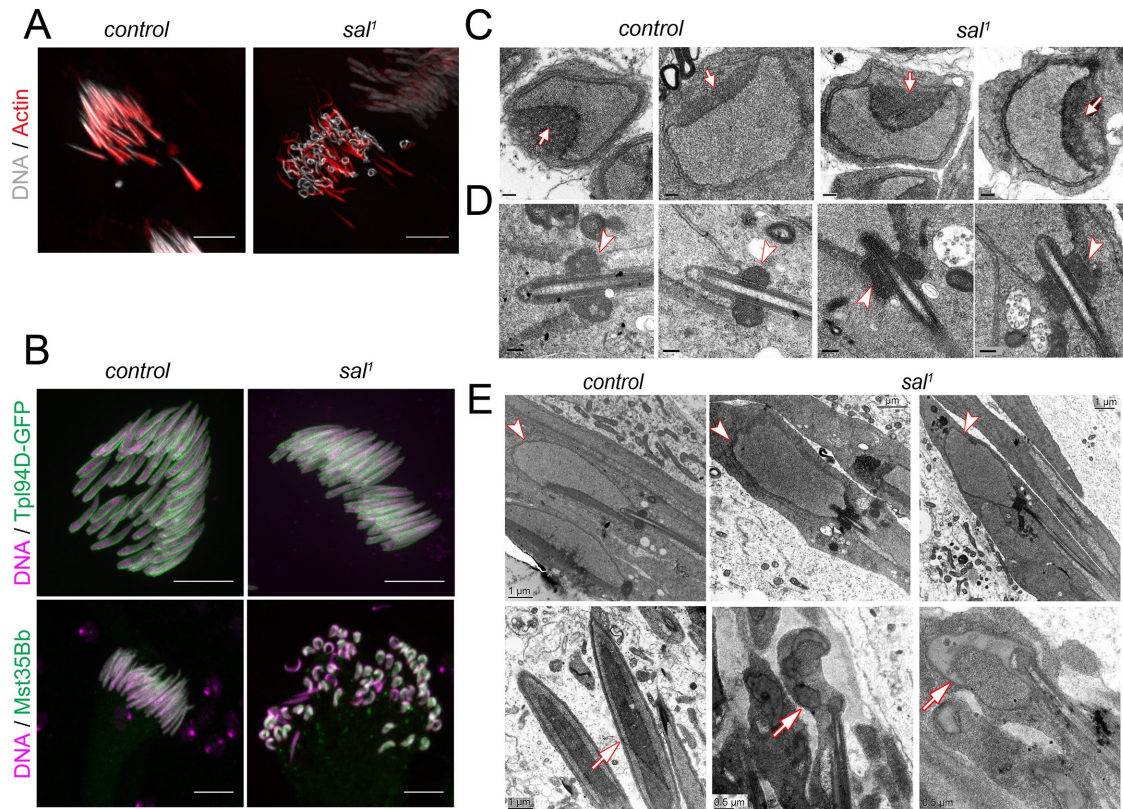 A
control
sal¹
DNA / Actin
B
control
sal¹
DNA / Tpl94D-GFP
DNA / Mst35Bb
C
control
sal¹
D
E
control
sal¹
1 µm
1 µm
1 µm
1 µm
0.5 µm
0.5 µm